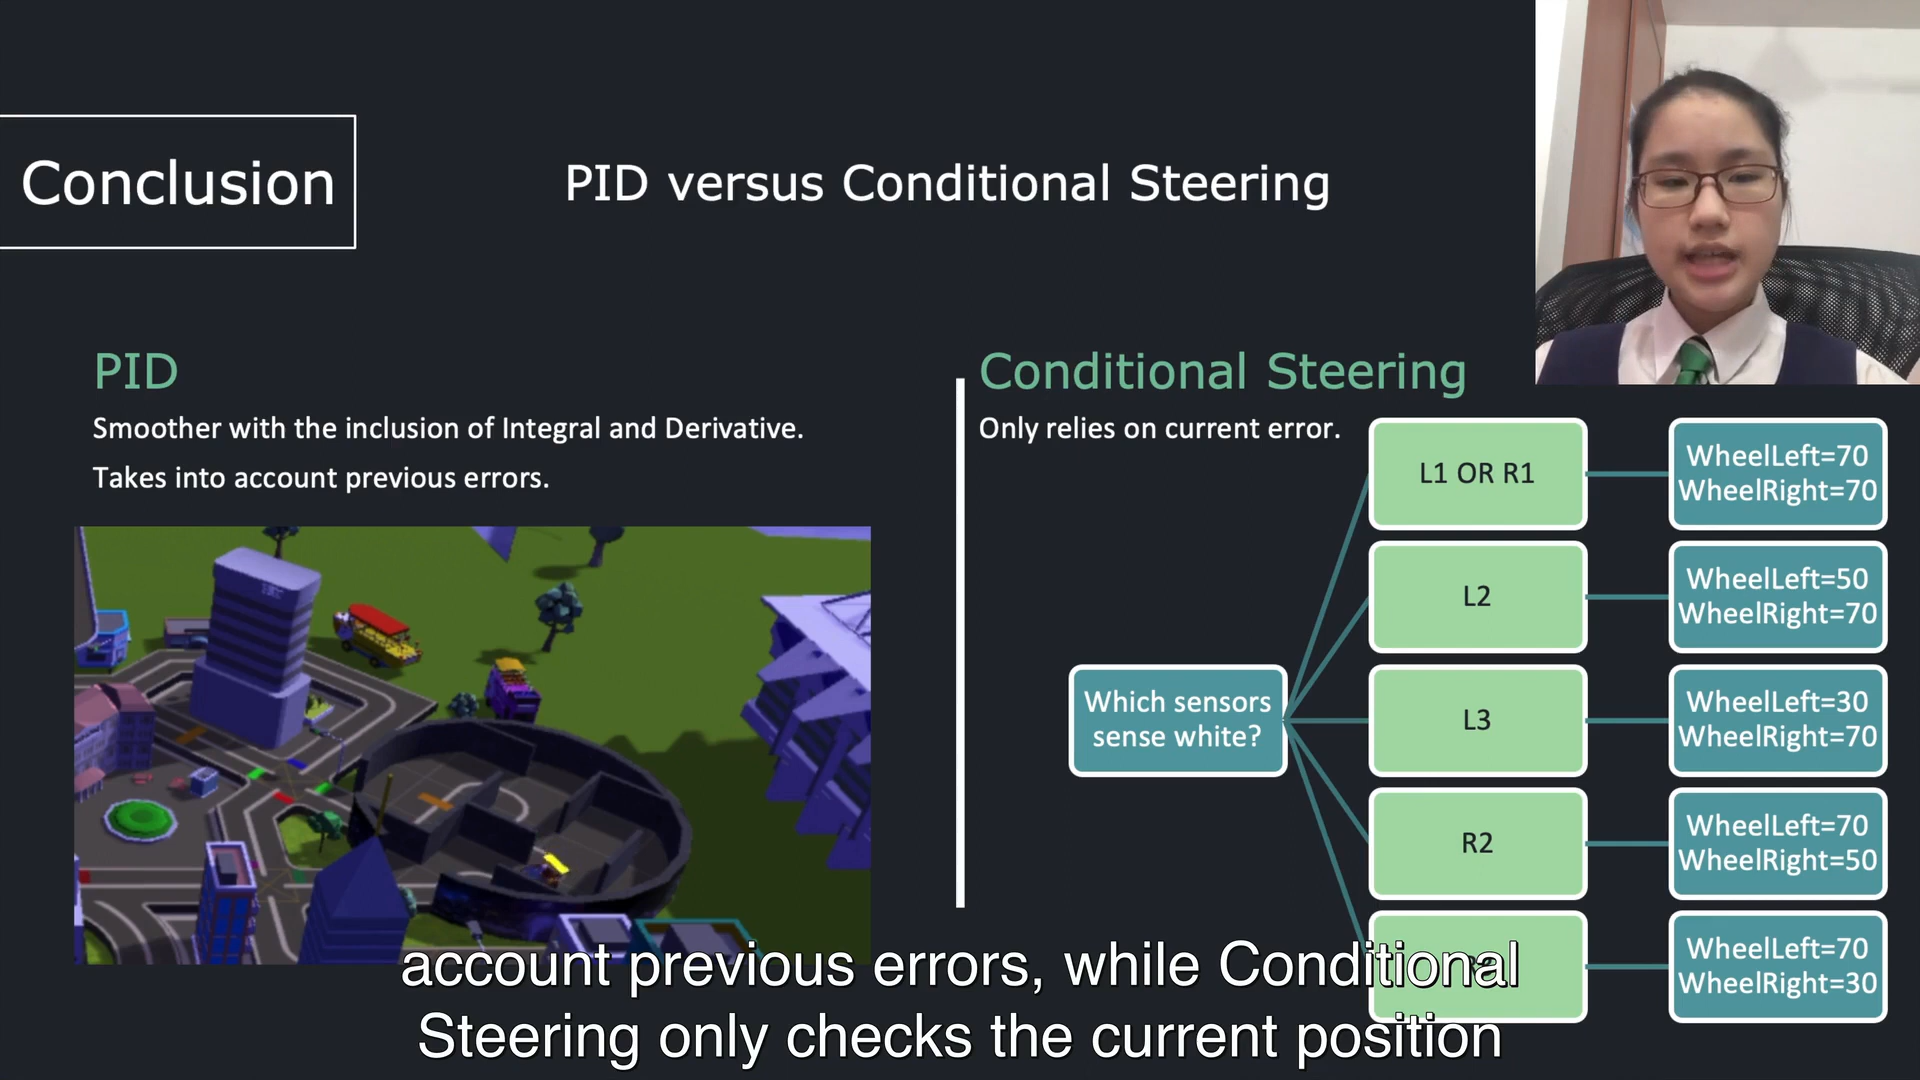 Conclusion
PID versus Conditional Steering
PID
Smoother with the inclusion of Integral and Derivative.
Takes into account previous errors.
Conditional Steering
Only relies on current error.
Which sensors
sense white?
L1 OR R1
WheelLeft=70
WheelRight=70
L2
WheelLeft=50
WheelRight=70
L3
WheelLeft=30
WheelRight=70
R2
WheelLeft=70
WheelRight=50
WheelLeft=70
WheelRight=30
account previous errors, while Conditional
Steering only checks the current position